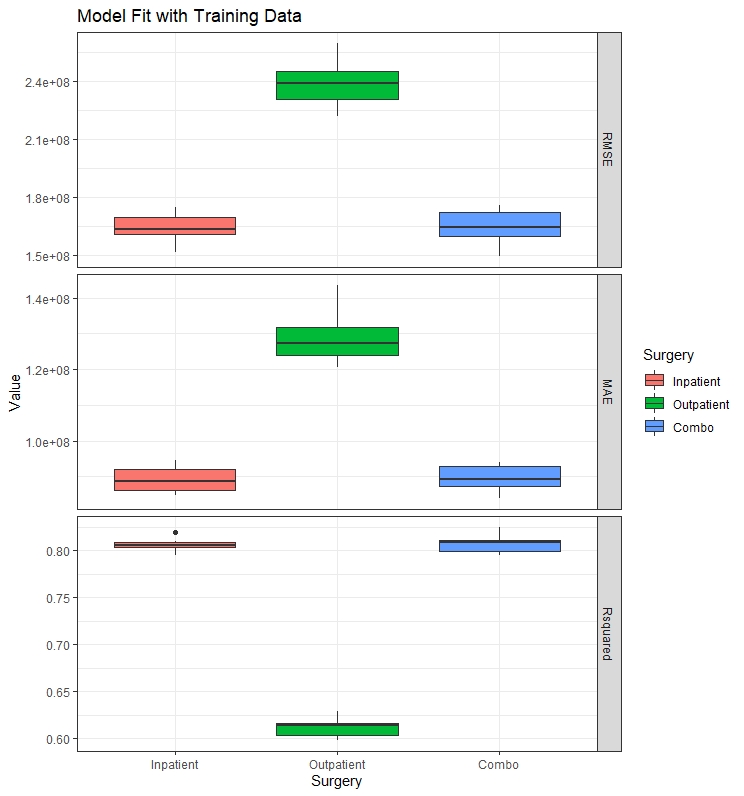 Model Fit with Training Data
2.4e+08
2.1e+08
1.8e+08
1.5e+08
RMSE
1.4e+08
1.2e+08
1.0e+08
MAE
Value
0.80
0.75
0.70
0.65
0.60
Rsquared
Inpatient
Outpatient
Combo
Surgery
Surgery
Inpatient
Outpatient
Combo